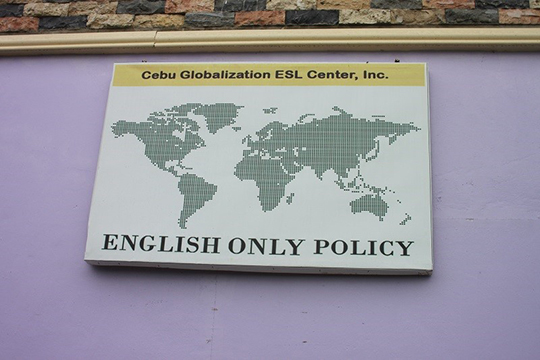 Cebu Globalization ESL Center, Inc.
ENGLISH ONLY POLICY